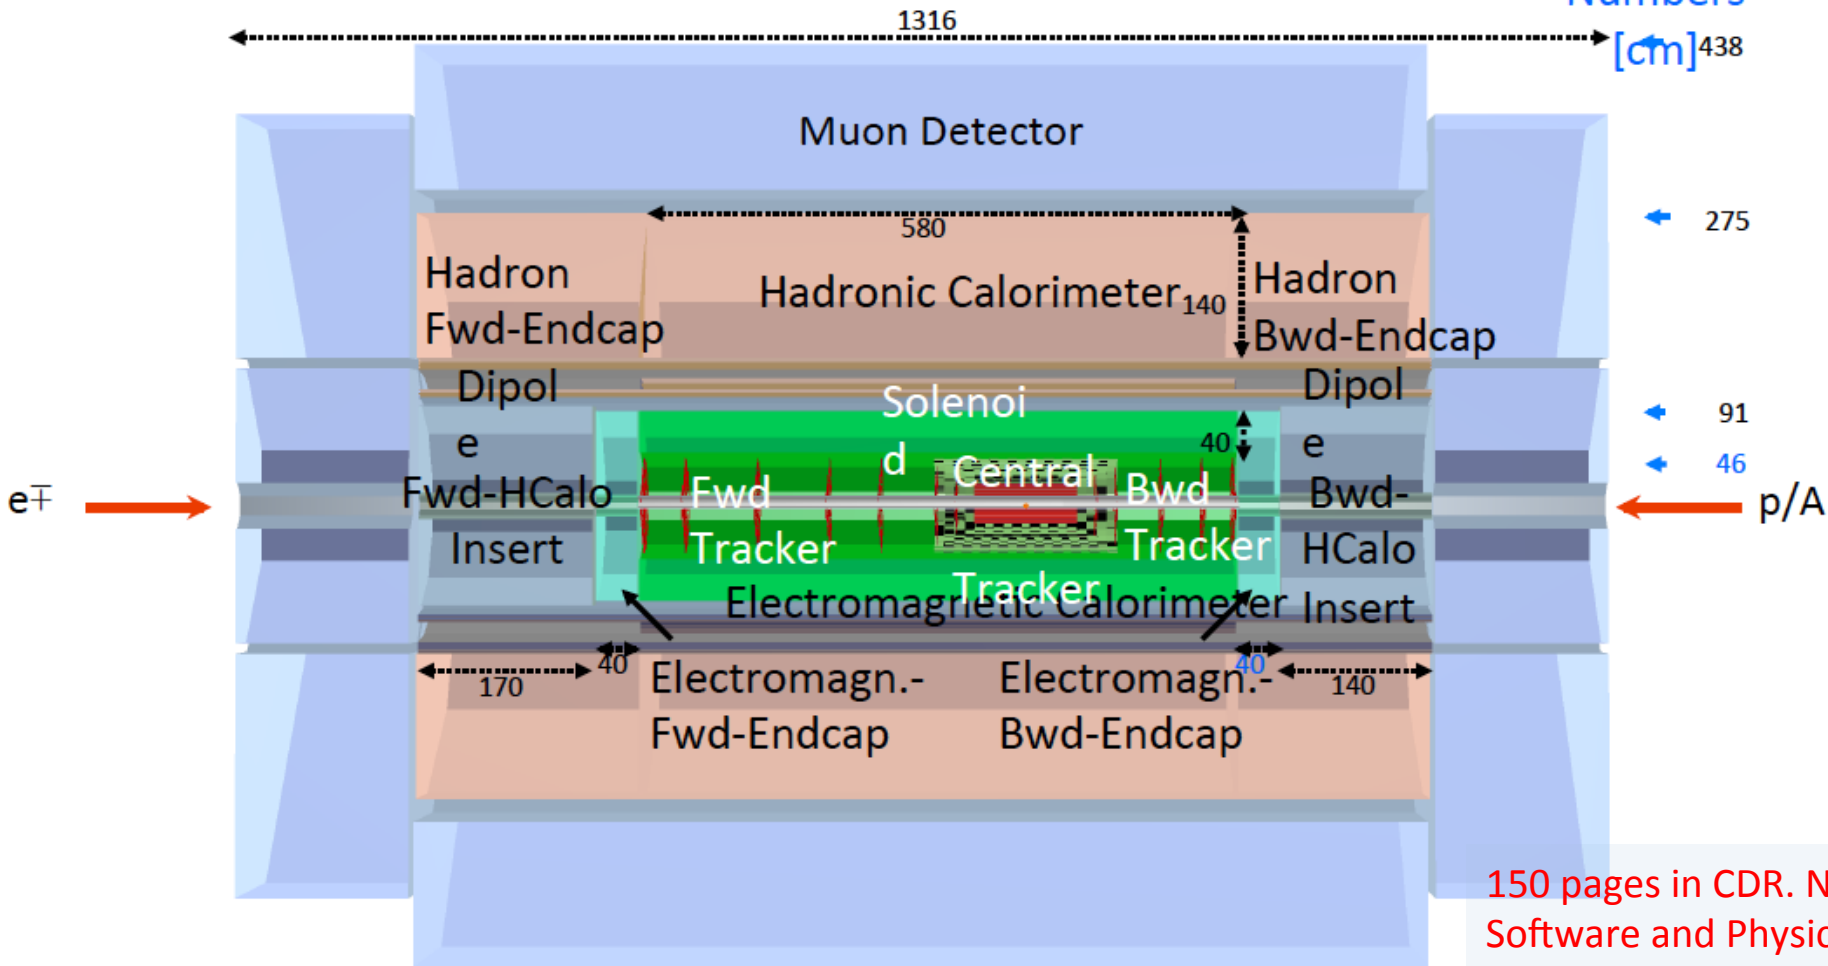 1316
[cm]
438
Muon Detector
275
580
Hadron
Fwd-Endcap
Hadronic Calorimeter
140
Hadron
Bwd-Endcap
Dipol
e
Solenoi
d
Dipol
e
91
40
46
e∓
Fwd-HCalo
Insert
Fwd
Tracker
Central
Tracker
Bwd
Tracker
Bwd-
HCalo
Insert
p/A
Electromagnetic Calorimeter
170
40
Electromagn.-
Fwd-Endcap
Electromagn.-
Bwd-Endcap
40
140
150 pages in CDR. N
Software and Physic